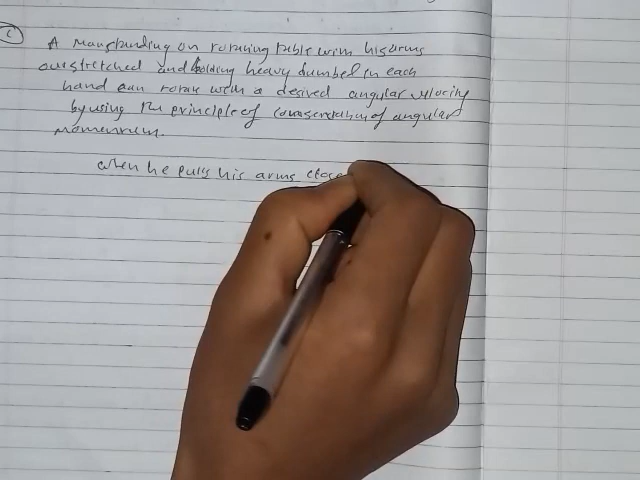 A man standing on rotating table with his arms
outstretched and holding heavy dumbel in each
hand can rotate with a desired angular velocity
by using the principle of conservation of angular
momentum.
when he pulls his arms close